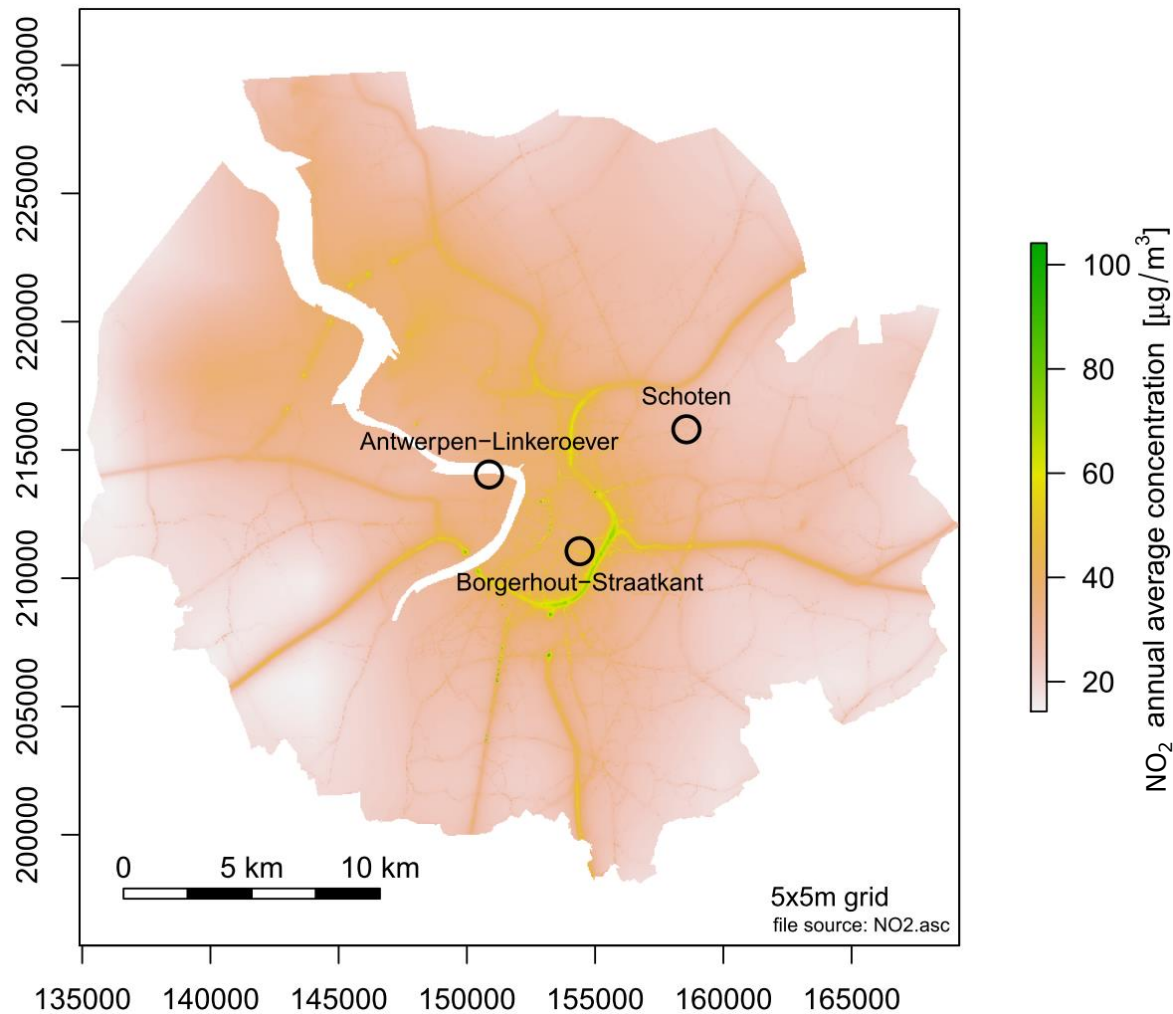 230000
225000
220000
215000
210000
205000
200000
Schoten
Antwerpen−Linkeroever
Borgerhout−Straatkant
0 5 km 10 km
5x5m grid
file source: NO2.asc
135000 140000 145000 150000 155000 160000 165000
100
80
60
40
20
NO₂ annual average concentration [μg/m³]